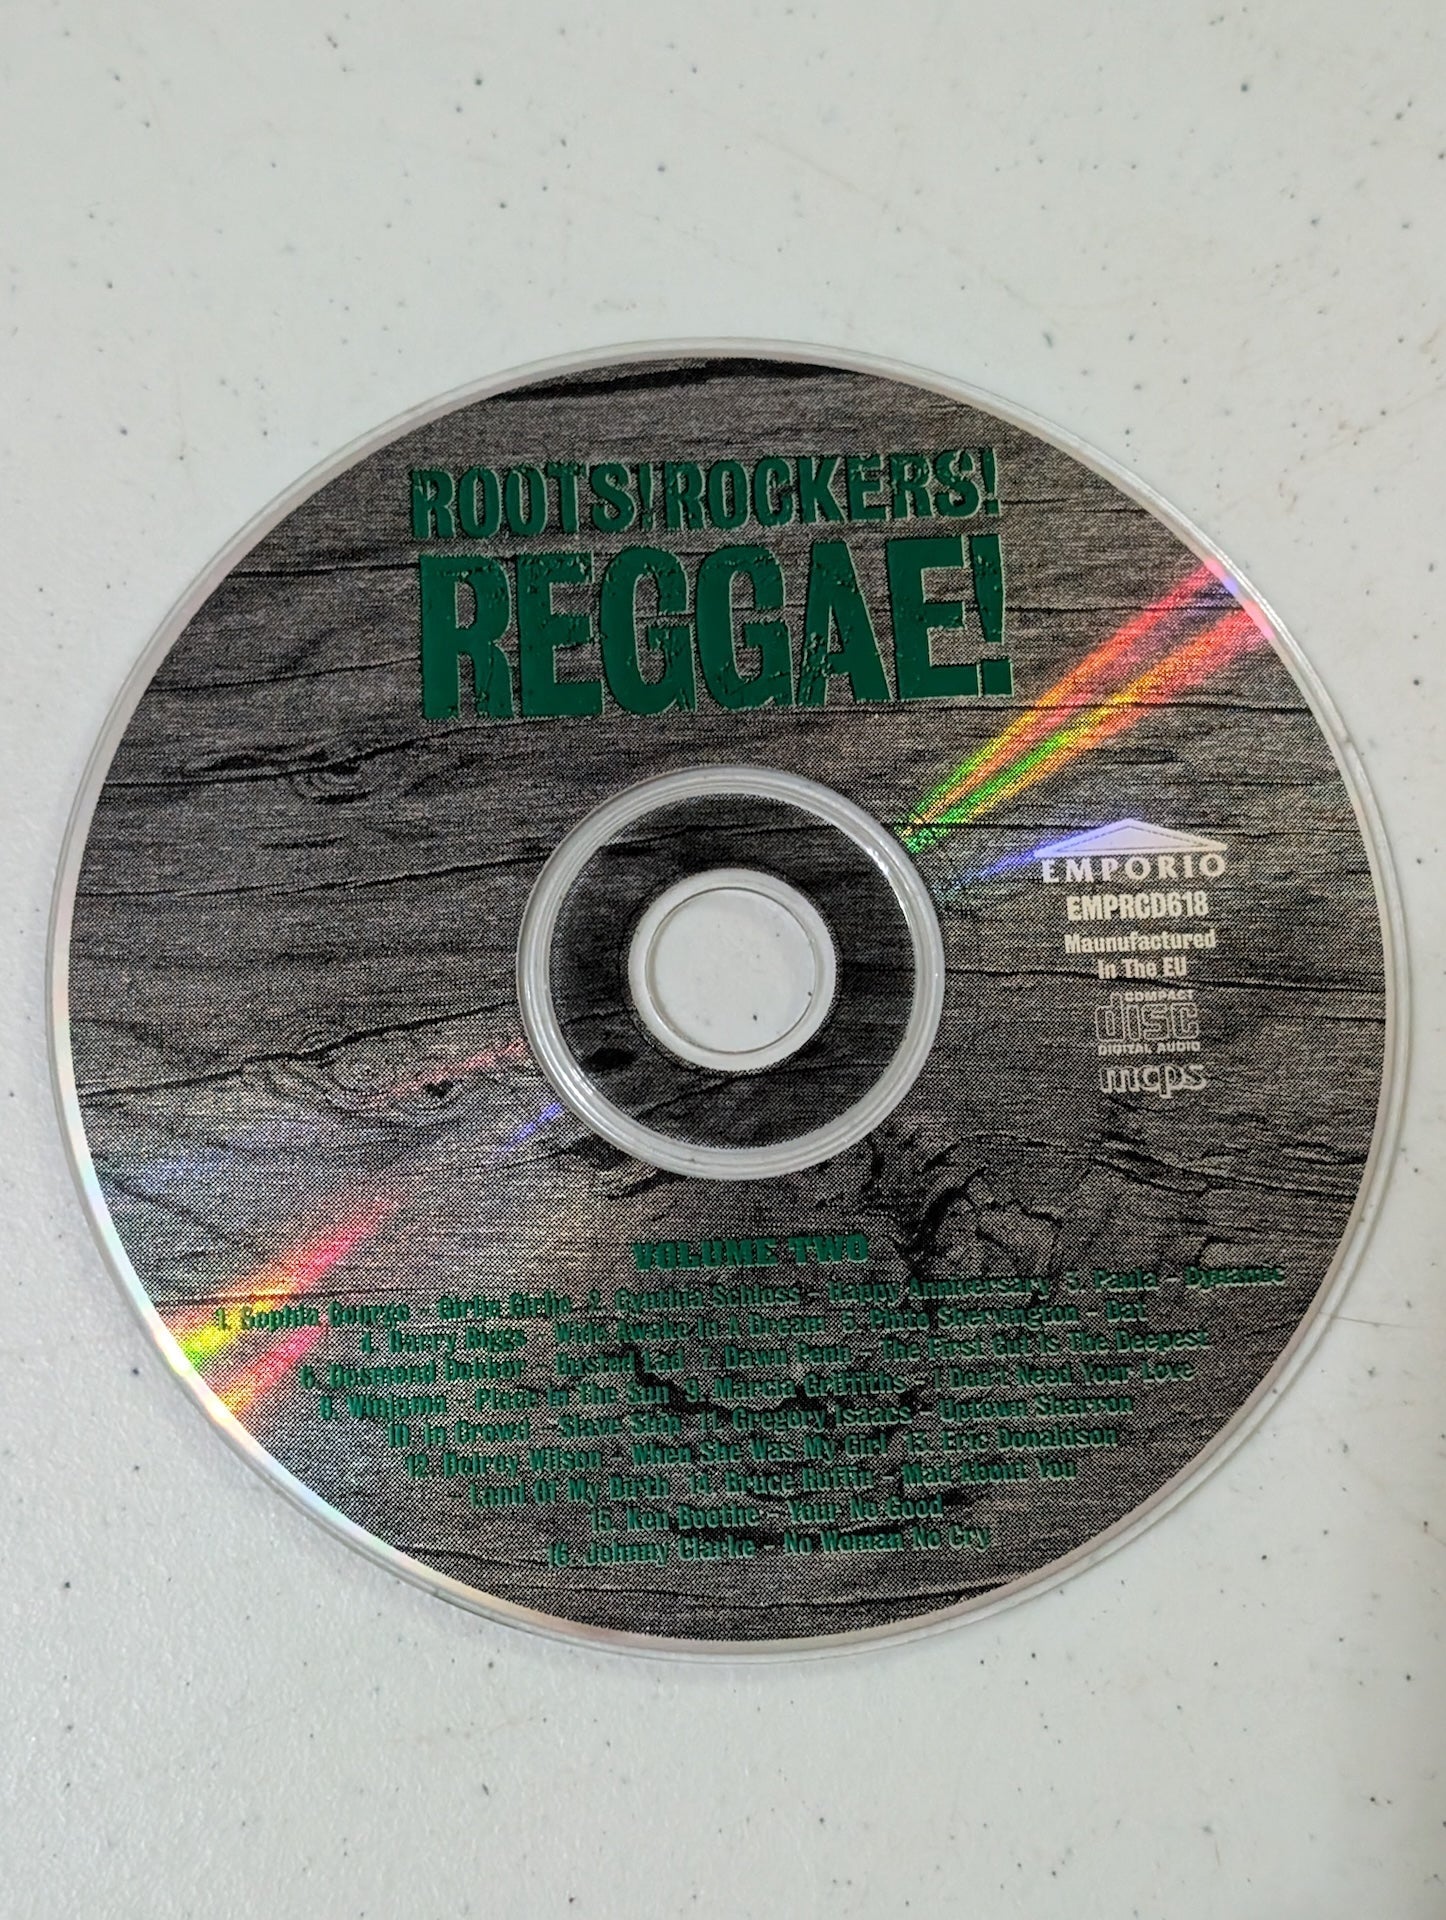 ROOTS!ROCKERS!
REGGAE!
EMPORIO
EMPRCD618
Maunufactured
In The EU
COMPACT
disc
DIGITAL AUDIO
mcps
VOLUME TWO
1. Sophia George - Girlie Girlie 2. Cynthia Schloss - Happy Anniversary 3. Paula - Dynamec
4. Barry Biggs - Wide Awake In A Dream 5. Pluto Shervington - Dat
6. Desmond Dekker - Busted Lad 7. Dawn Penn - The First Cut Is The Deepest
8. Winjama - Place In The Sun 9. Marcia Griffiths - I Don't Need Your Love
10. In Crowd - Slave Ship 11. Gregory Isaacs - Uptown Sharron
12. Delroy Wilson - When She Was My Girl 13. Eric Donaldson
- Land Of My Birth 14. Bruce Ruffin - Mad About You
15. Ken Boothe - Your No Good
16. Johnny Clarke - No Woman No Cry